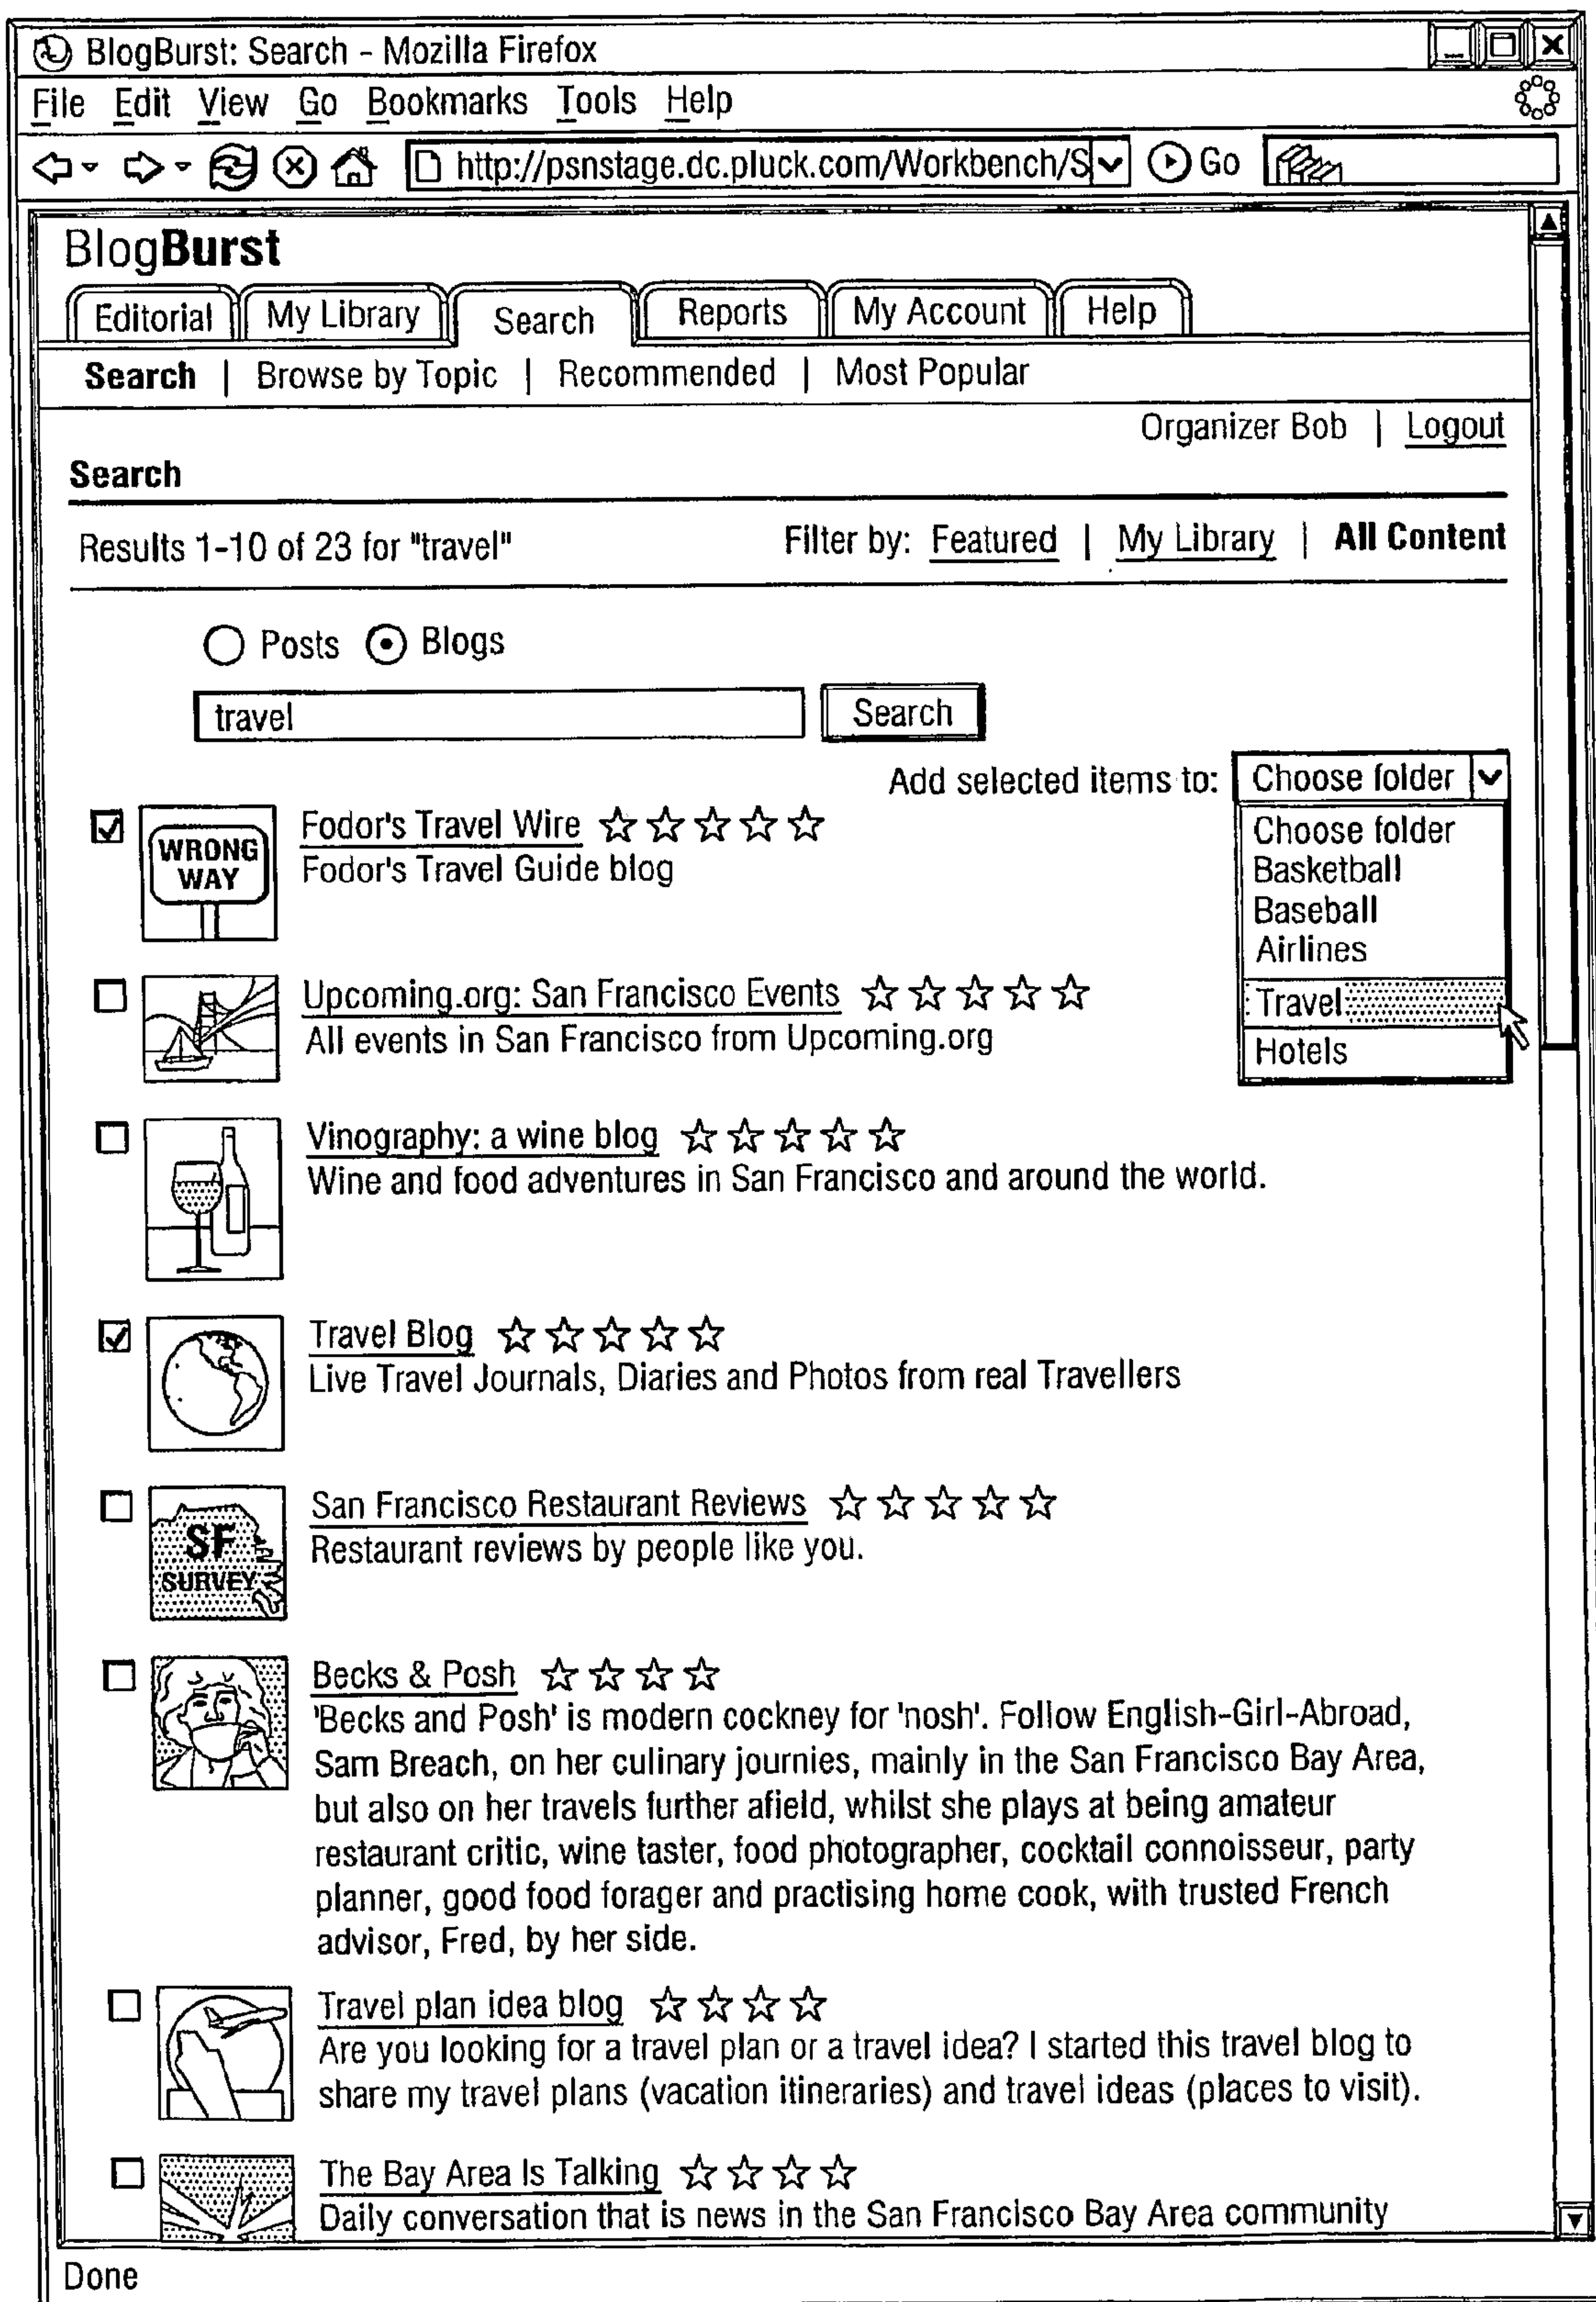 BlogBurst: Search - Mozilla Firefox
File Edit View Go Bookmarks Tools Help
http://psnstage.dc.pluck.com/Workbench/S Go
BlogBurst
Editorial My Library Search Reports My Account Help
Search | Browse by Topic | Recommended | Most Popular
Organizer Bob | Logout
Search
Results 1-10 of 23 for "travel" Filter by: Featured | My Library | All Content
Posts Blogs
travel Search
Add selected items to: Choose folder
Choose folder
Basketball
Baseball
Airlines
Travel
Hotels
WRONG
WAY
Fodor's Travel Wire ☆☆☆☆☆
Fodor's Travel Guide blog
Upcoming.org: San Francisco Events ☆☆☆☆☆
All events in San Francisco from Upcoming.org
Vinography: a wine blog ☆☆☆☆☆
Wine and food adventures in San Francisco and around the world.
Travel Blog ☆☆☆☆☆
Live Travel Journals, Diaries and Photos from real Travellers
SF
SURVEY
San Francisco Restaurant Reviews ☆☆☆☆☆
Restaurant reviews by people like you.
Becks & Posh ☆☆☆☆
'Becks and Posh' is modern cockney for 'nosh'. Follow English-Girl-Abroad,
Sam Breach, on her culinary journies, mainly in the San Francisco Bay Area,
but also on her travels further afield, whilst she plays at being amateur
restaurant critic, wine taster, food photographer, cocktail connoisseur, party
planner, good food forager and practising home cook, with trusted French
advisor, Fred, by her side.
Travel plan idea blog ☆☆☆☆
Are you looking for a travel plan or a travel idea? I started this travel blog to
share my travel plans (vacation itineraries) and travel ideas (places to visit).
The Bay Area Is Talking ☆☆☆☆
Daily conversation that is news in the San Francisco Bay Area community
Done